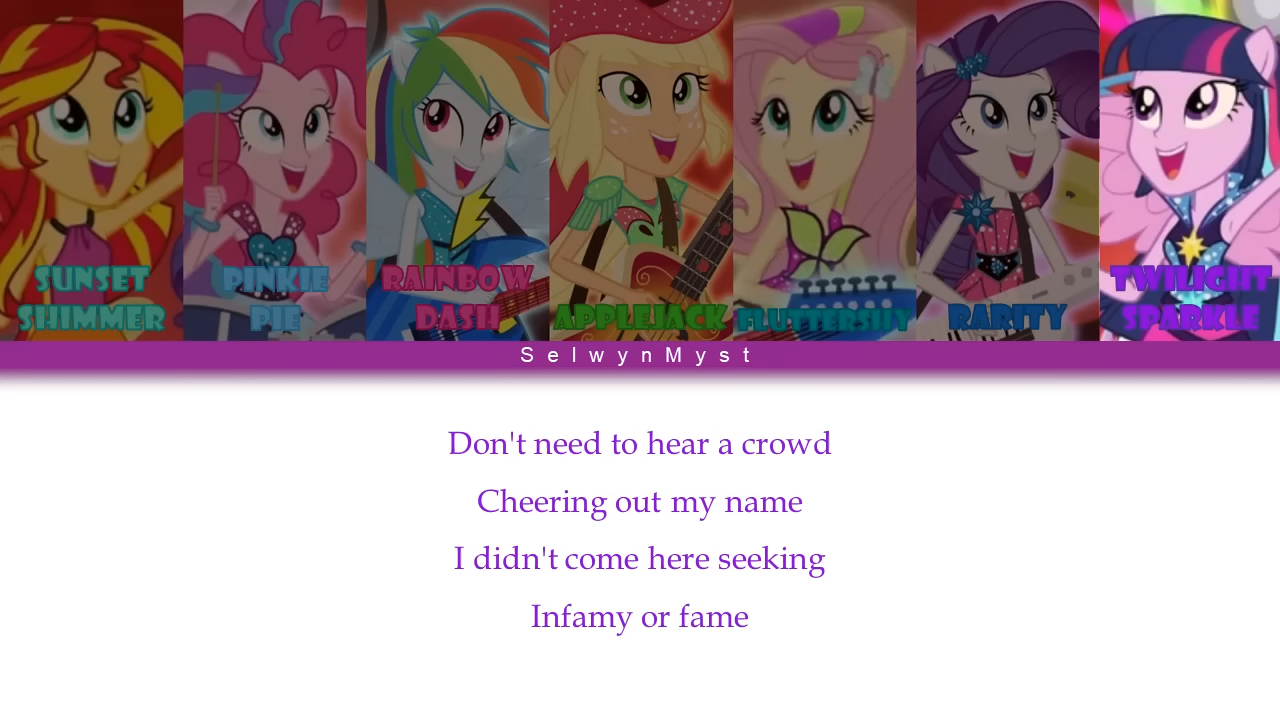 SUNSET
SHIMMER
PINKIE
PIE
RAINBOW
DASH
APPLEJACK
FLUTTERSHY
RARITY
TWILIGHT
SPARKLE
SelwynMyst
Don't need to hear a crowd
Cheering out my name
I didn't come here seeking
Infamy or fame